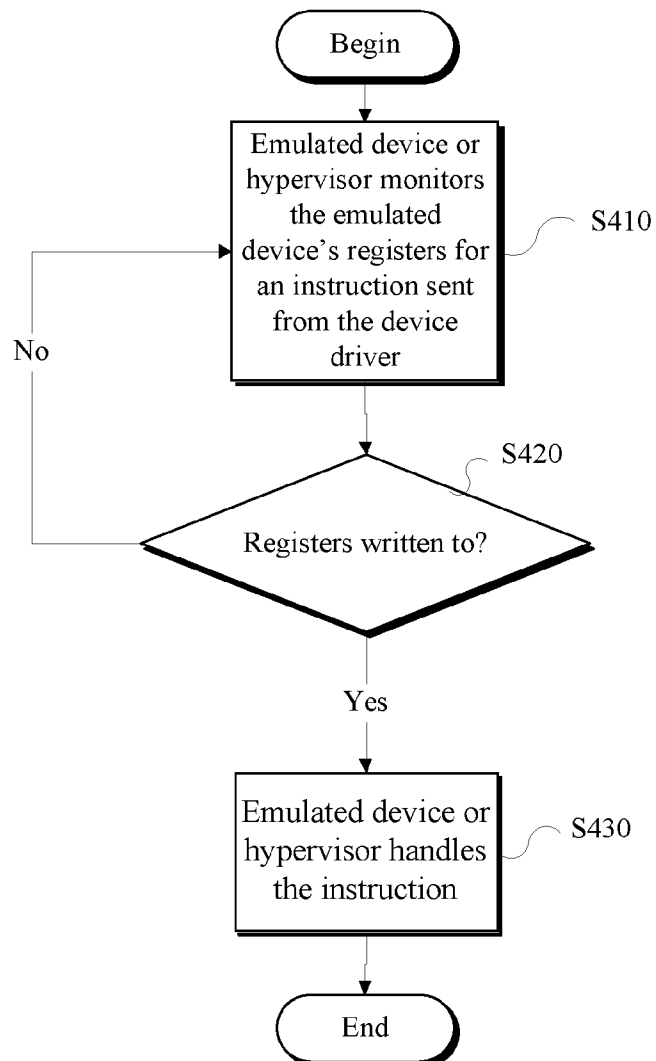 Begin
Emulated device or
hypervisor monitors
the emulated
device’s registers for
an instruction sent
from the device
driver
S410
No
S420
Registers written to?
Yes
Emulated device or
hypervisor handles
the instruction
S430
End